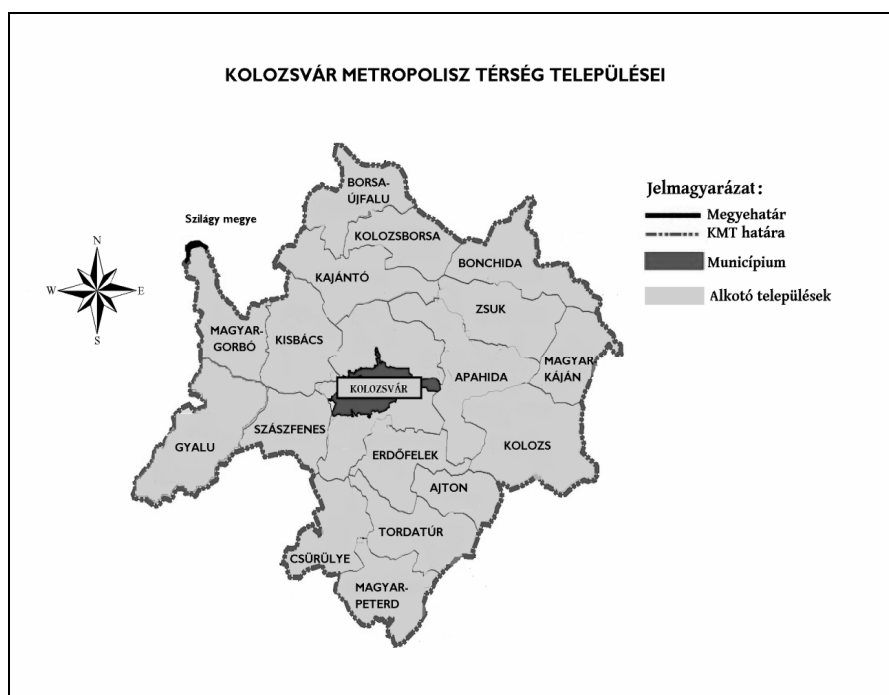 KOLOZSVÁR METROPOLISZ TÉRSÉG TELEPÜLÉSEI
BORSA-
ÚJFALU
Szilágy megye
KOLOZSBORSA
BONCHIDA
KAJÁNTÓ
ZSUK
MAGYAR-
GORBÓ
KISBÁCS
MAGYAR-
KÁJÁN
APAHIDA
KOLOZSVÁR
SZÁSZFENES
GYALU
ERDŐFELEK
KOLOZS
AJTON
TORDATÚR
CSÜRÜLYE
MAGYAR-
PETERD
N
W
E
S
Jelmagyarázat:
Megyehatár
KMT határa
Municípium
Alkotó települések